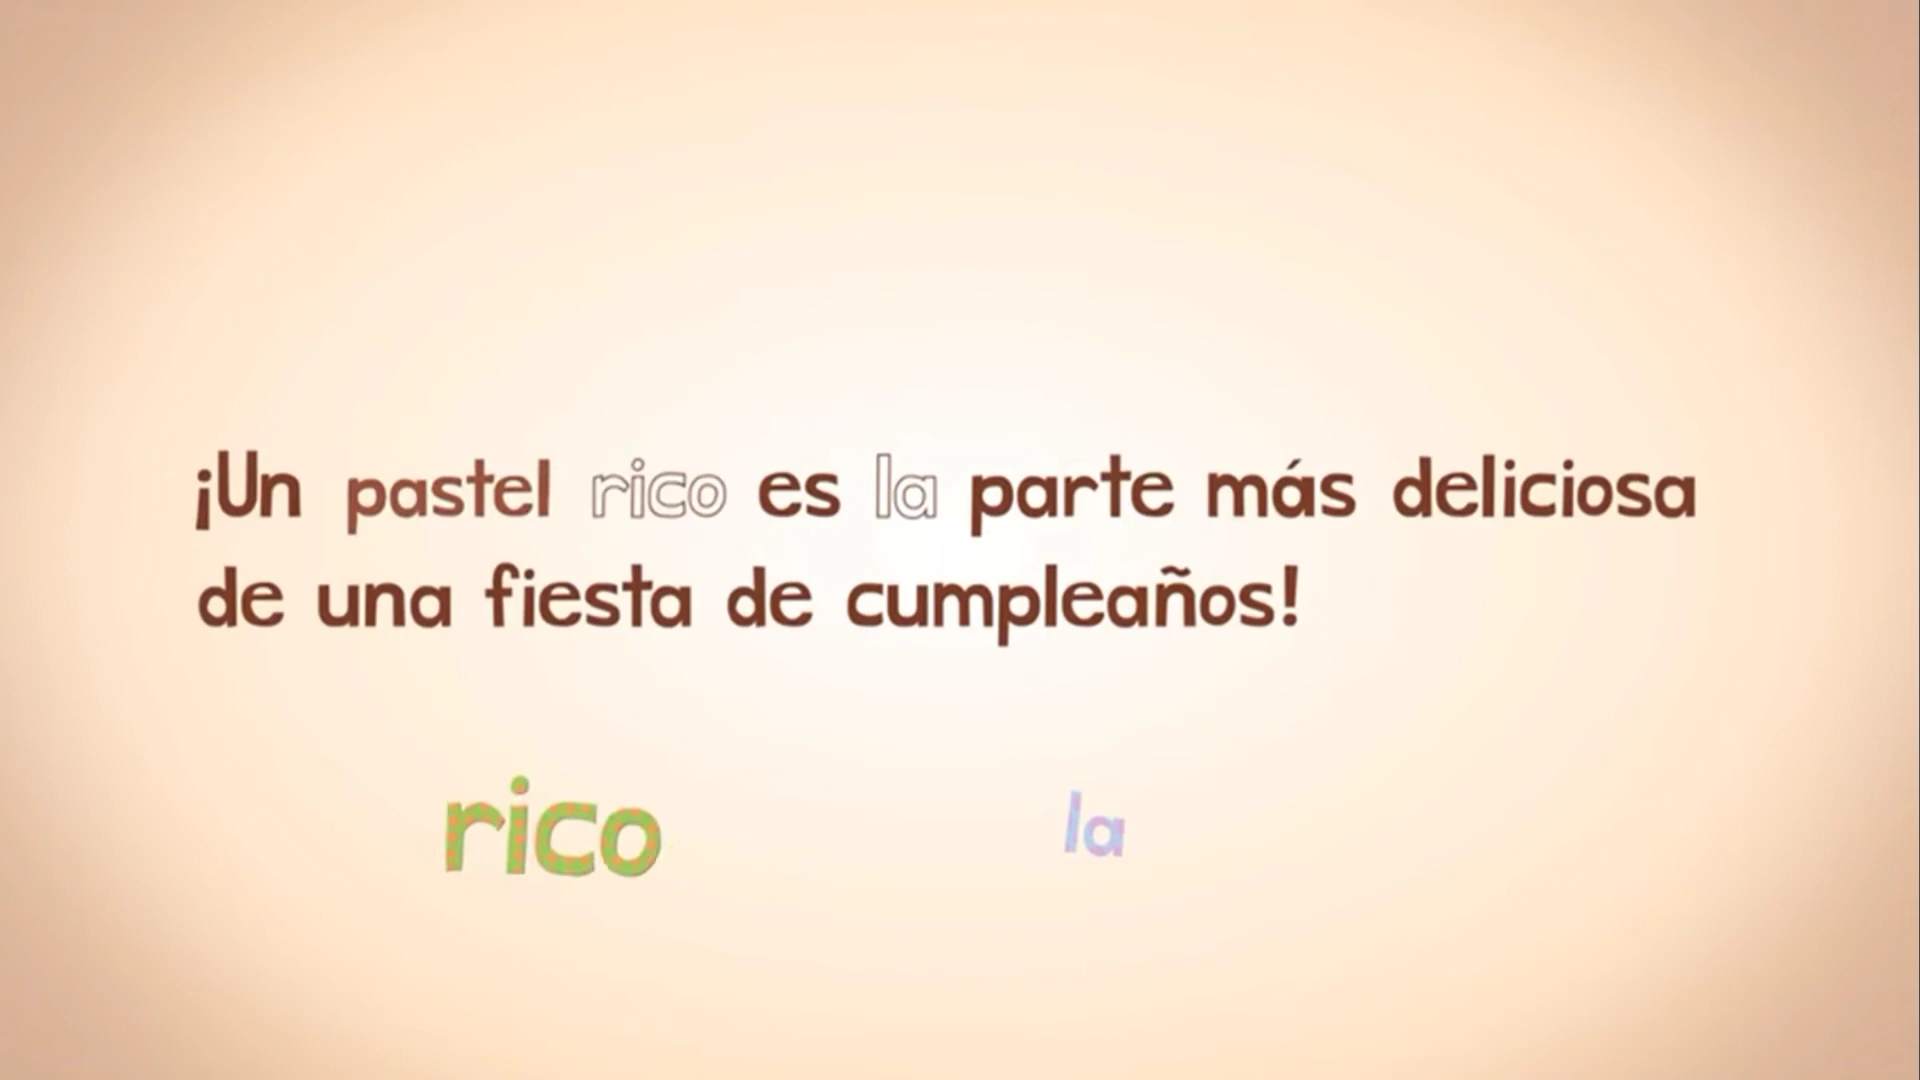 ¡Un pastel rico es la parte más deliciosa
de una fiesta de cumpleaños!
rico la